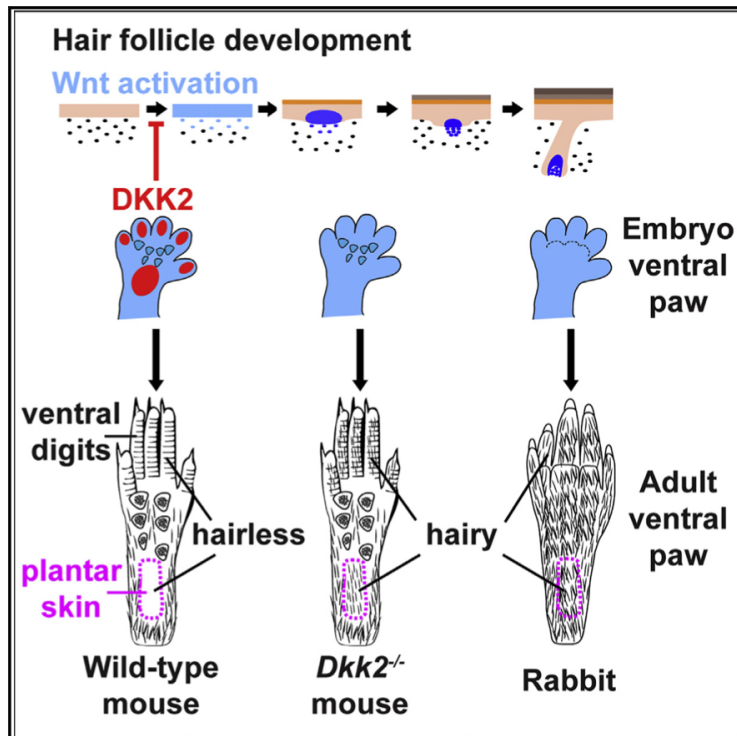 Hair follicle development
Wnt activation
DKK2
Embryo
ventral
paw
ventral
digits
hairless
hairy
Adult
ventral
paw
plantar
skin
Wild-type
mouse
Dkk2-/-
mouse
Rabbit